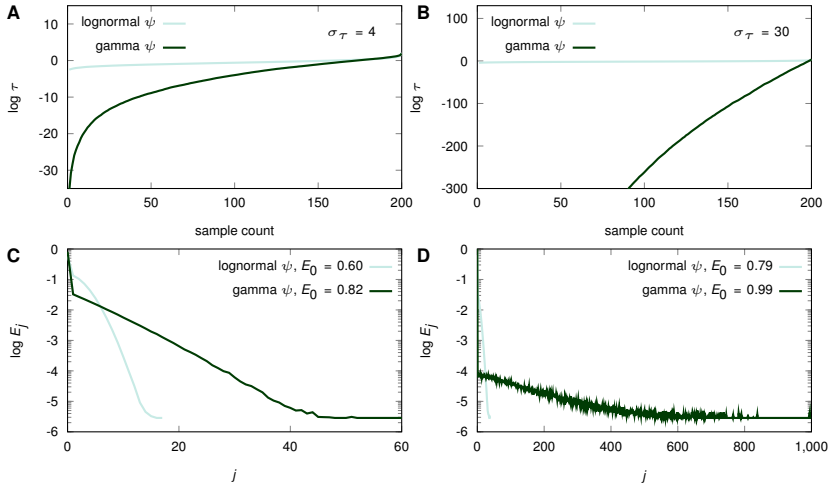 A
lognormal ψ
gamma ψ
σ_τ = 4
10
0
-10
-20
-30
log τ
0
50
100
150
200
sample count
B
lognormal ψ
gamma ψ
σ_τ = 30
100
0
-100
-200
-300
log τ
0
50
100
150
200
sample count
C
lognormal ψ, E_0 = 0.60
gamma ψ, E_0 = 0.82
0
-1
-2
-3
-4
-5
-6
log E_j
0
20
40
60
j
D
lognormal ψ, E_0 = 0.79
gamma ψ, E_0 = 0.99
0
-1
-2
-3
-4
-5
-6
log E_j
0
200
400
600
800
1,000
j